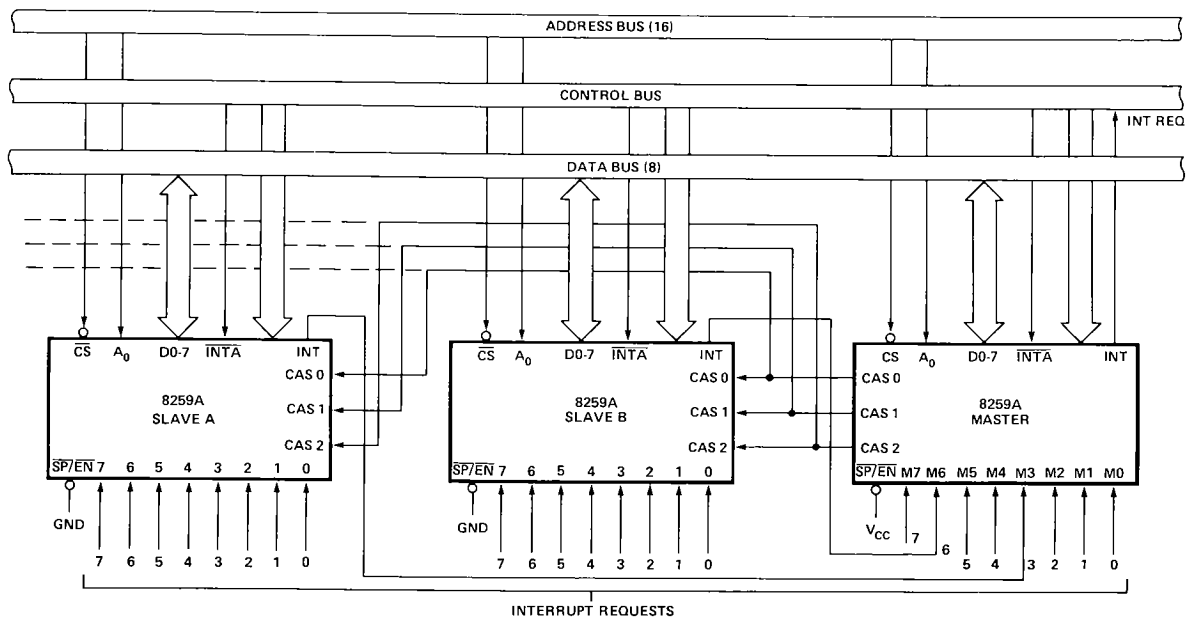 ADDRESS BUS (16)
CONTROL BUS
INT REQ
DATA BUS (8)
CS A0 D0-7 INTA INT
CAS 0
8259A
SLAVE A
CAS 1
CAS 2
SP/EN 7 6 5 4 3 2 1 0
GND
7 6 5 4 3 2 1 0
CS A0 D0-7 INTA INT
CAS 0
8259A
SLAVE B
CAS 1
CAS 2
SP/EN 7 6 5 4 3 2 1 0
GND
7 6 5 4 3 2 1 0
CS A0 D0-7 INTA INT
CAS 0
8259A
MASTER
CAS 1
CAS 2
SP/EN M7 M6 M5 M4 M3 M2 M1 M0
VCC
7 6 5 4 3 2 1 0
INTERRUPT REQUESTS